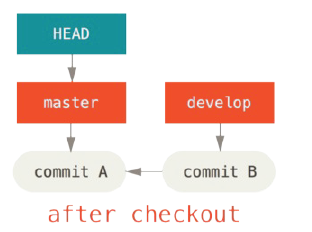 HEAD
master develop
commit A commit B
after checkout